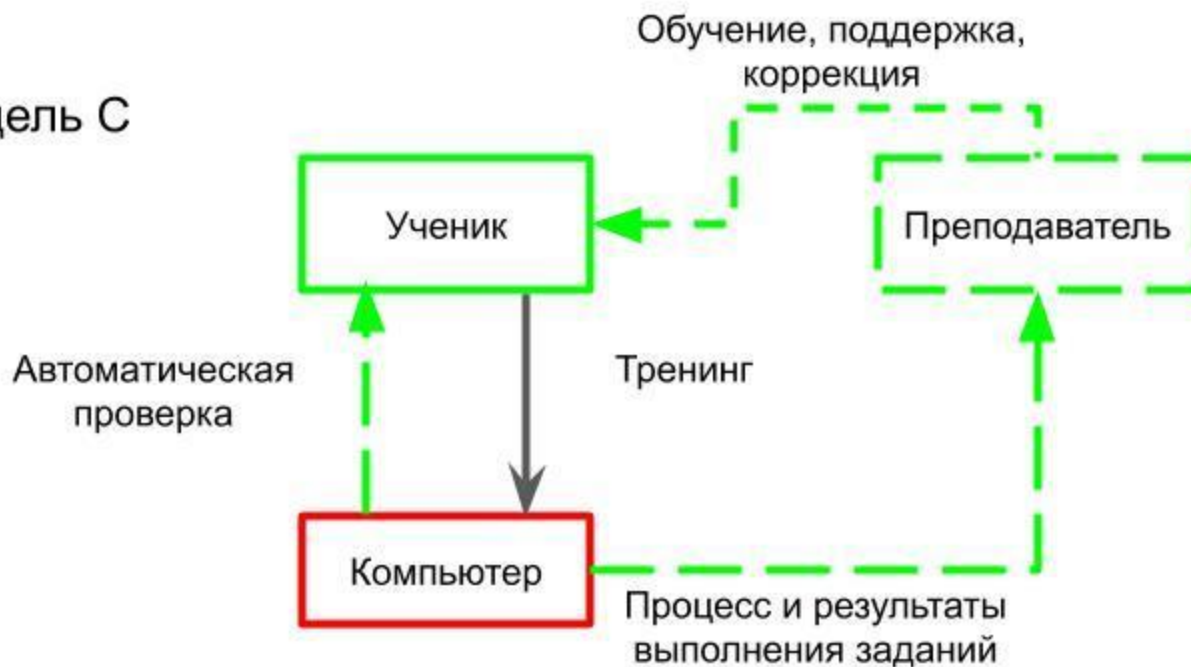 Обучение, поддержка,
коррекция
дель С
Ученик
Преподаватель
Автоматическая
проверка
Тренинг
Компьютер
Процесс и результаты
выполнения заданий